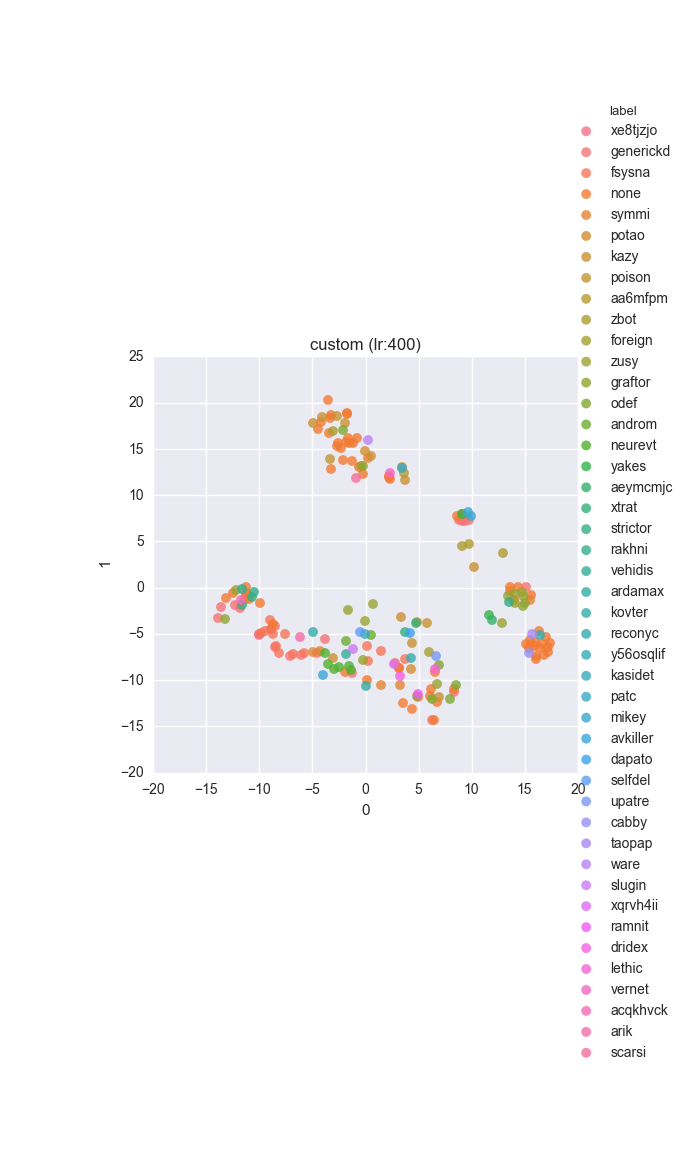 label
xe8tjzjo
generickd
fsysna
none
symmi
potao
kazy
poison
aa6mfpm
zbot
foreign
zusy
graftor
odef
androm
neurevt
yakes
aeymcmjc
xtrat
strictor
rakhni
vehidis
ardamax
kovter
reconyc
y56osqlif
kasidet
patc
mikey
avkiller
dapato
selfdel
upatre
cabby
taopap
ware
slugin
xqrvh4ii
ramnit
dridex
lethic
vernet
acqkhvck
arik
scarsi
custom (lr:400)
25
20
15
10
5
0
−5
−10
−15
−20
1
−20 −15 −10 −5 0 5 10 15 20
0